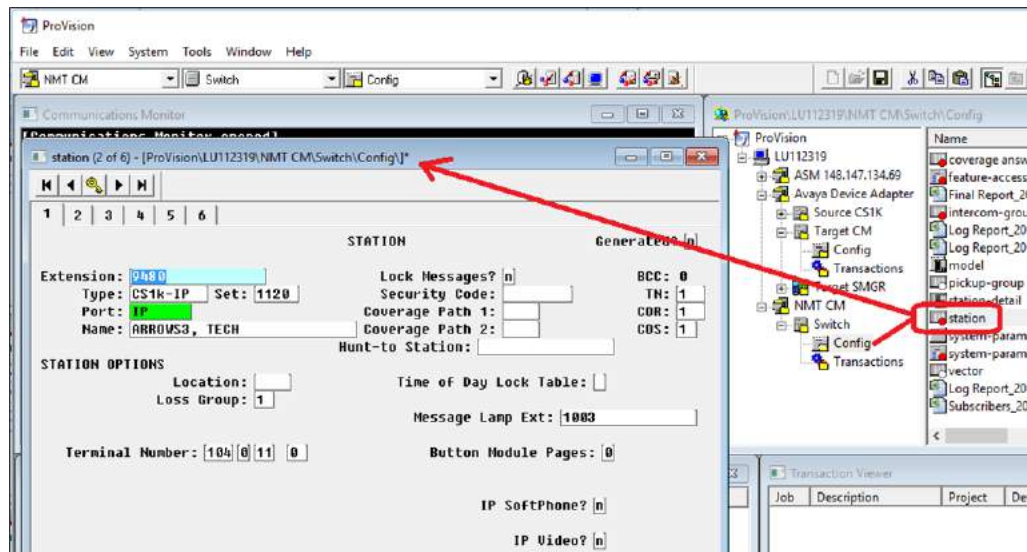 ProVision
File Edit View System Tools Window Help
NMT CM Switch Config
Communications Monitor
[Communications Monitor opened]
station (2 of 6) - [ProVision\LU112319\NMT CM\Switch\Config\]*
1 2 3 4 5 6
STATION Generated? n
Extension: 9480 Lock Messages? n BCC: 0
Type: CS1k-IP Set: 1120 Security Code: TN: 1
Port: IP Coverage Path 1: COR: 1
Name: ARROWS3, TECH Coverage Path 2: COS: 1
Hunt-to Station:
STATION OPTIONS
Location: Time of Day Lock Table:
Loss Group: 1
Message Lamp Ext: 1003
Terminal Number: 104 0 11 0 Button Module Pages: 0
IP SoftPhone? n
IP Video? n
ProVision\LU112319\NMT CM\Switch\Config
ProVision
LU112319
ASM 148.147.134.69
Avaya Device Adapter
Source CS1K
Target CM
Config
Transactions
Target SMGR
NMT CM
Switch
Config
Transactions
Name
coverage answ
feature-access
Final Report_20
intercom-grou
Log Report_20
Log Report_20
model
pickup-group
station-detail
station
system-param
system-param
vector
Log Report_20
Subscribers_20
Transaction Viewer
Job Description Project De